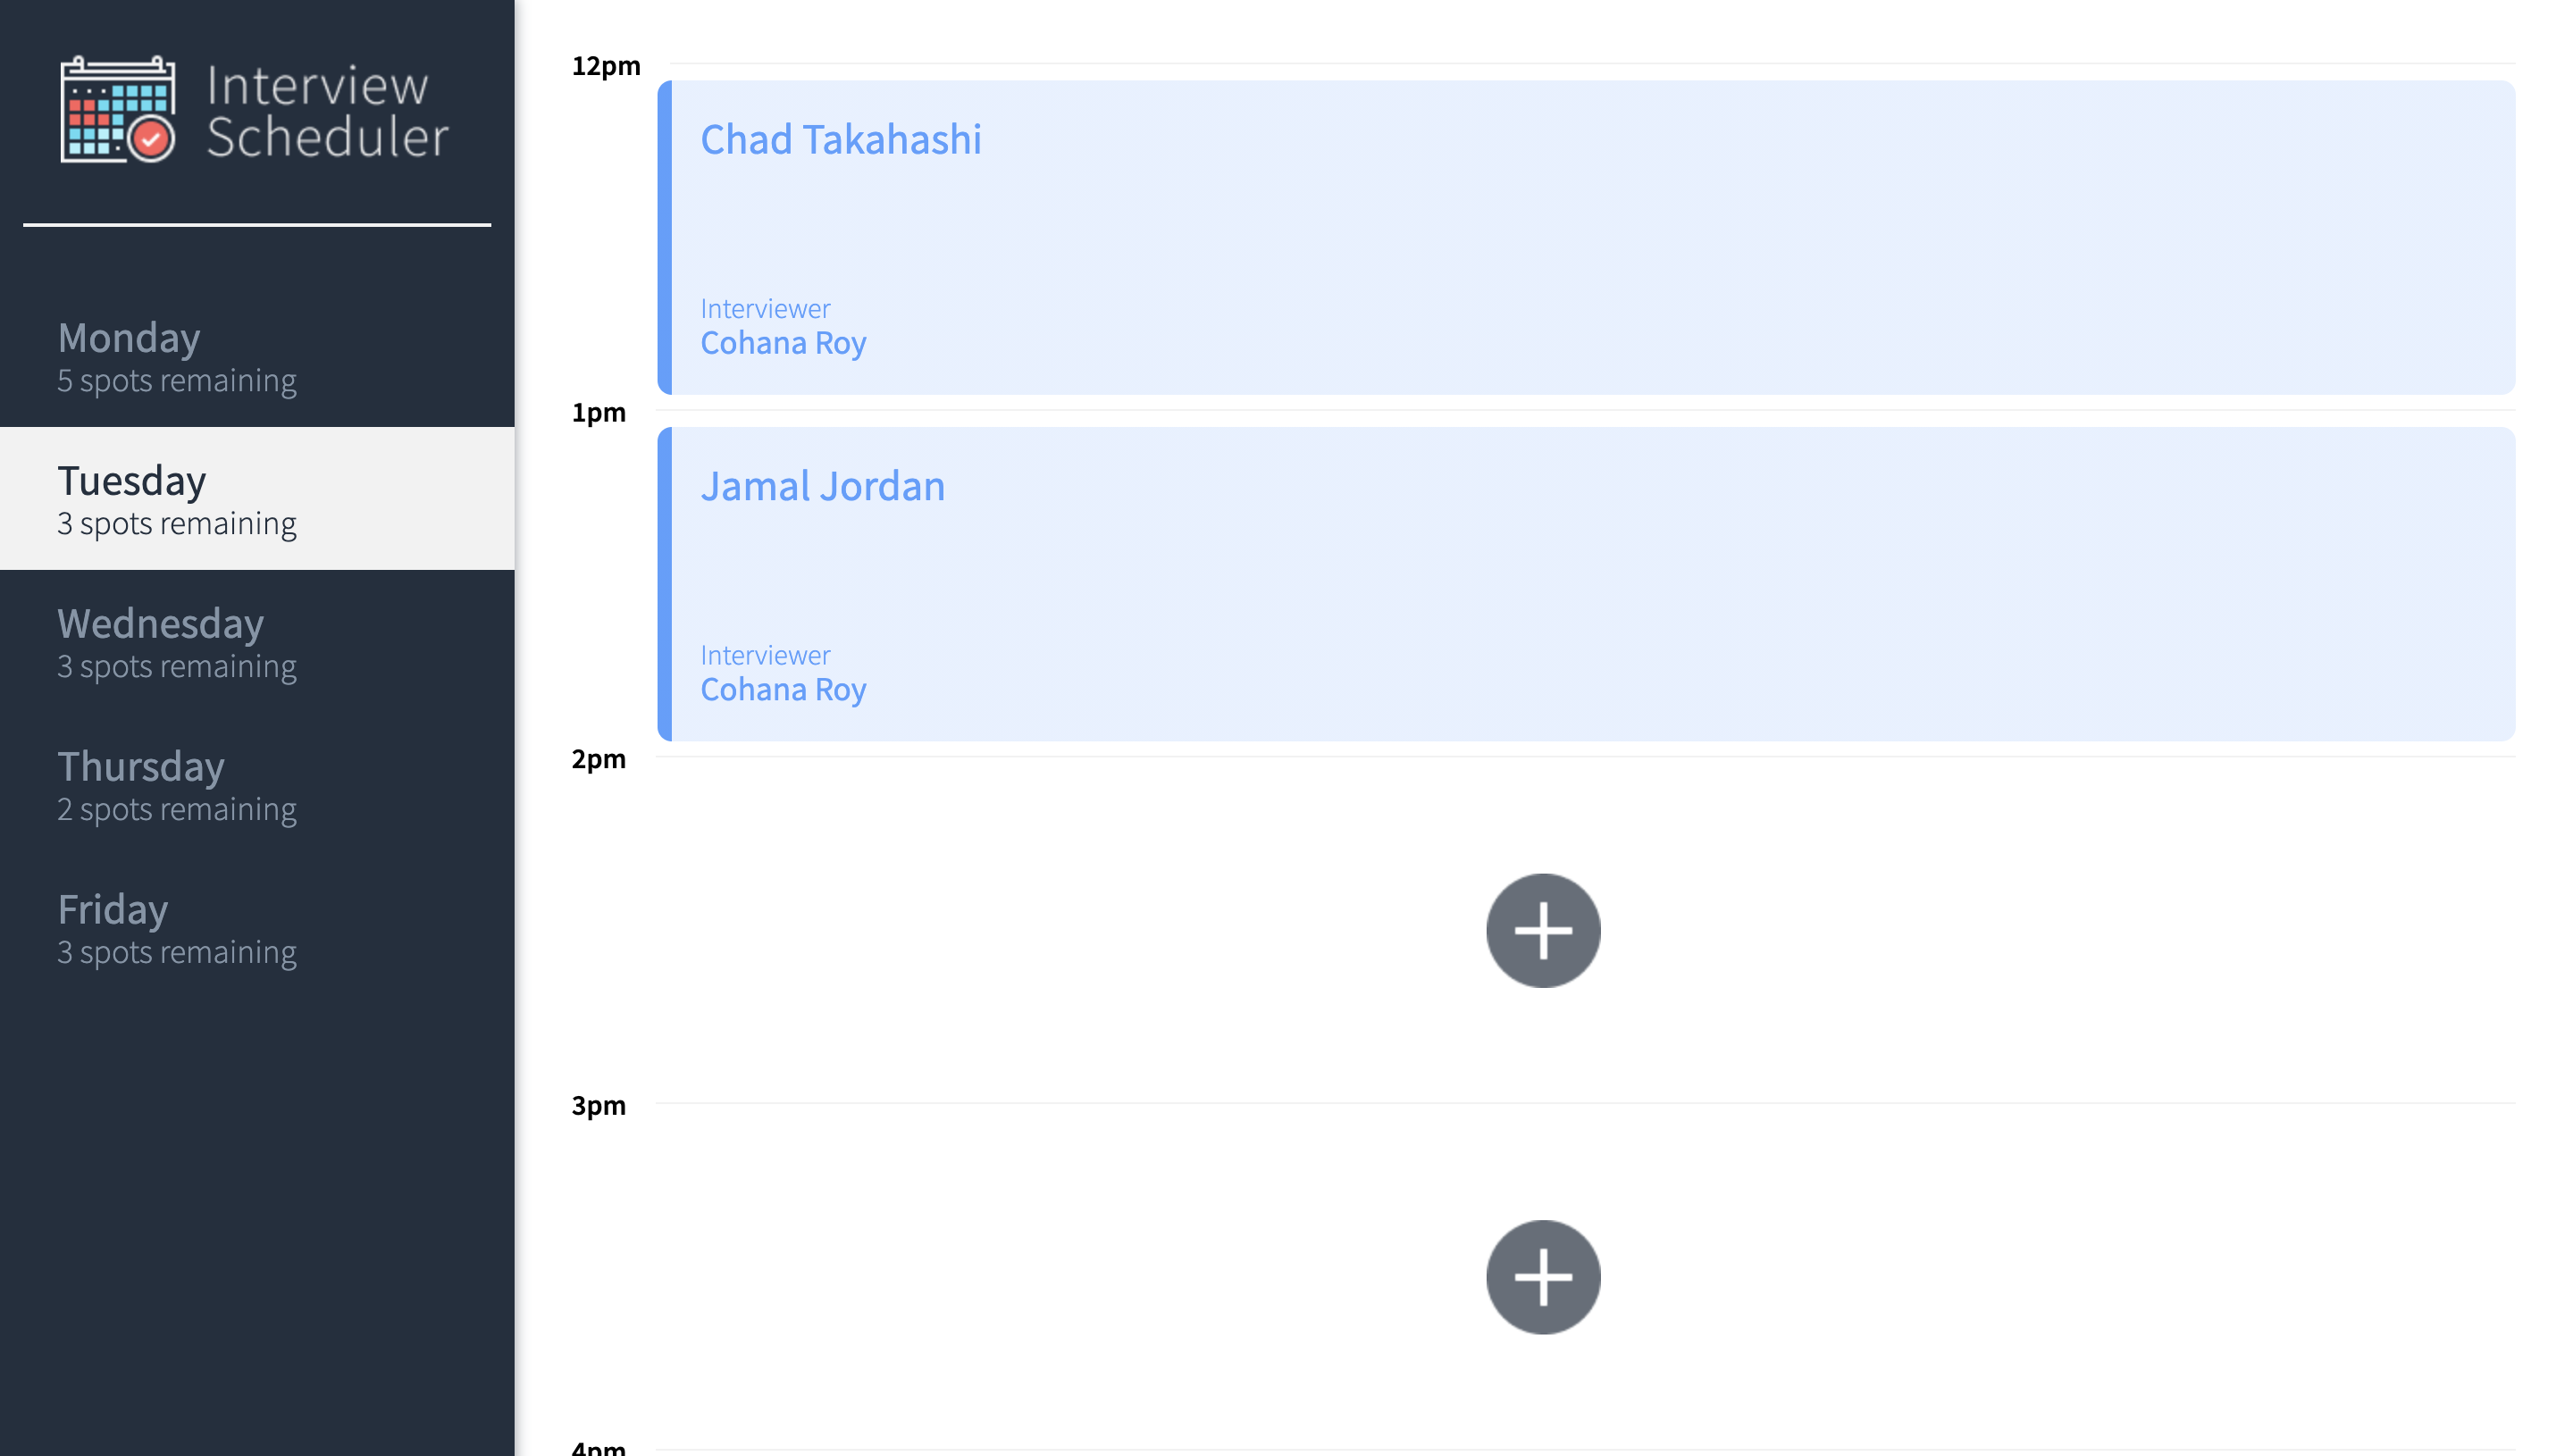 Interview
Scheduler
Monday
5 spots remaining
Tuesday
3 spots remaining
Wednesday
3 spots remaining
Thursday
2 spots remaining
Friday
3 spots remaining
12pm
Chad Takahashi
Interviewer
Cohana Roy
1pm
Jamal Jordan
Interviewer
Cohana Roy
2pm
3pm
4pm